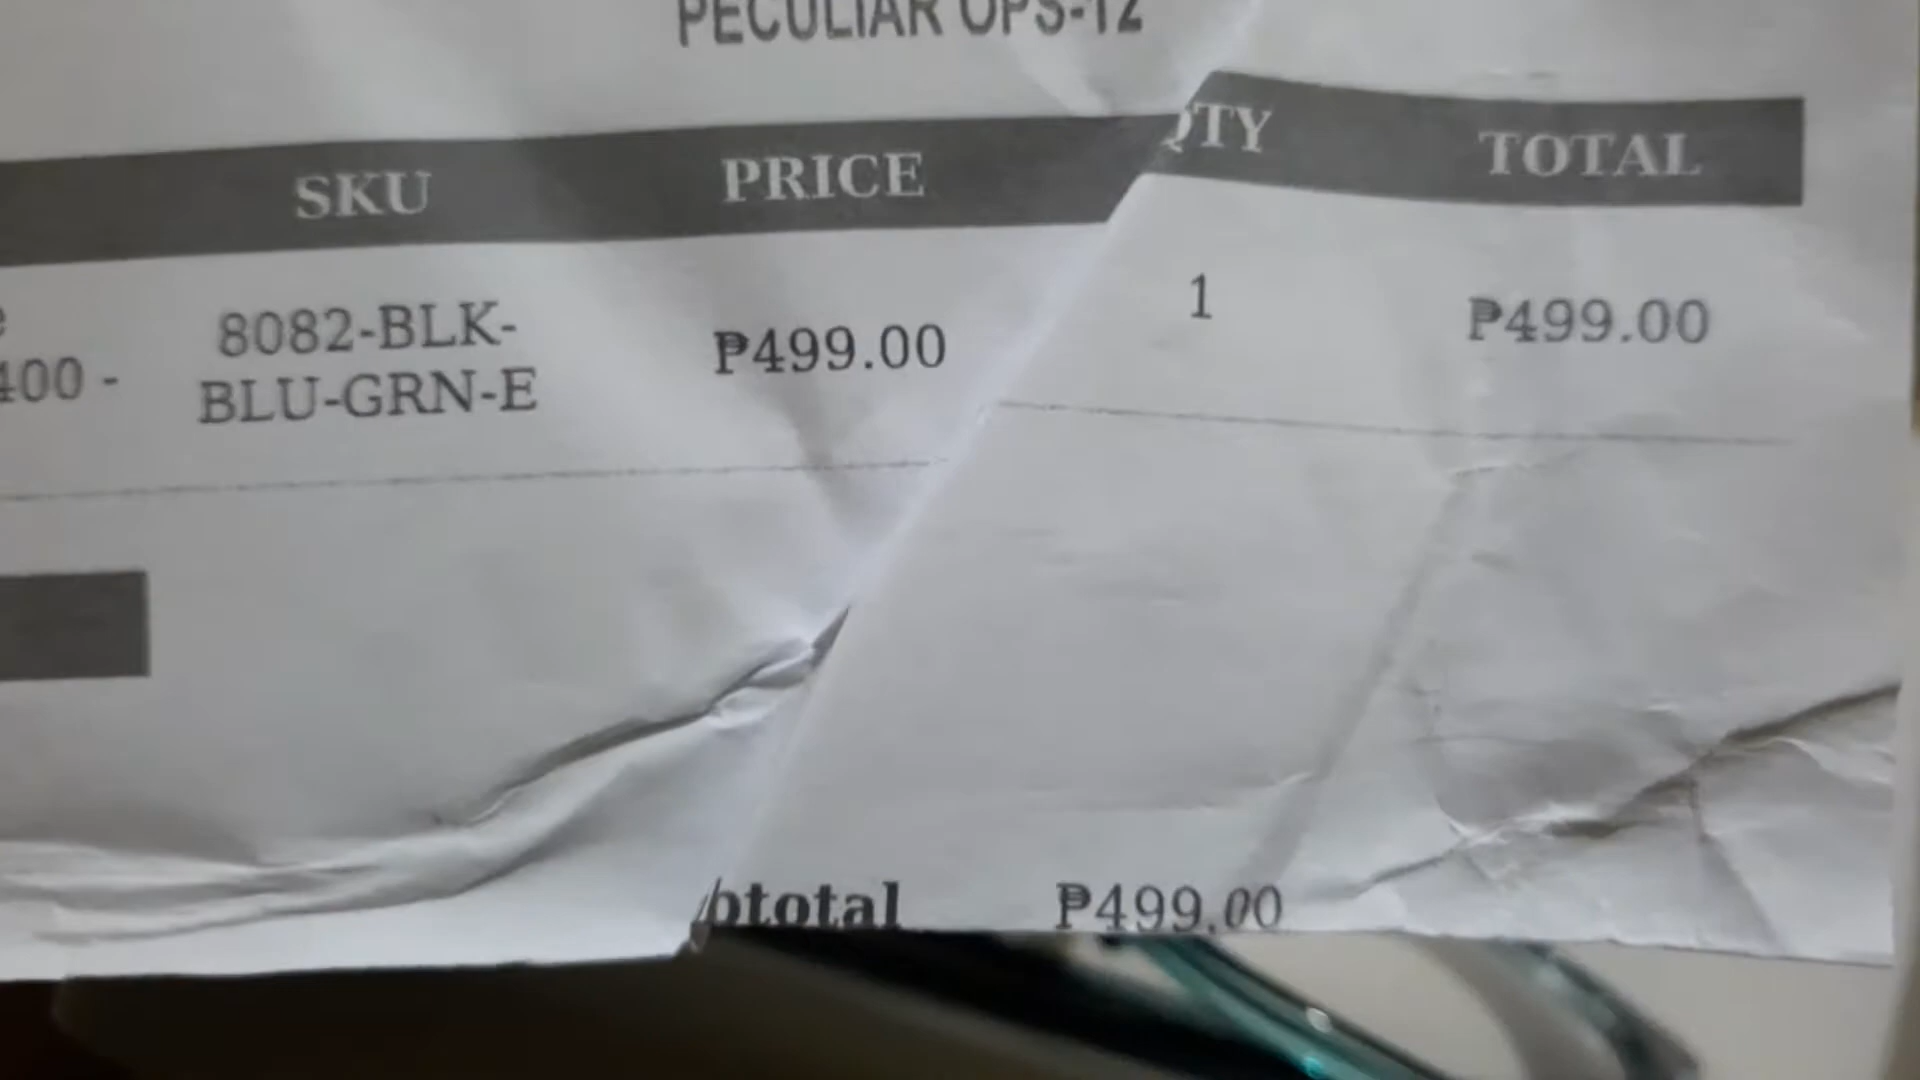 PECULIAR OPS-12
SKU PRICE QTY TOTAL
8082-BLK- ₱499.00 1 ₱499.00
400 - BLU-GRN-E
btotal ₱499.00